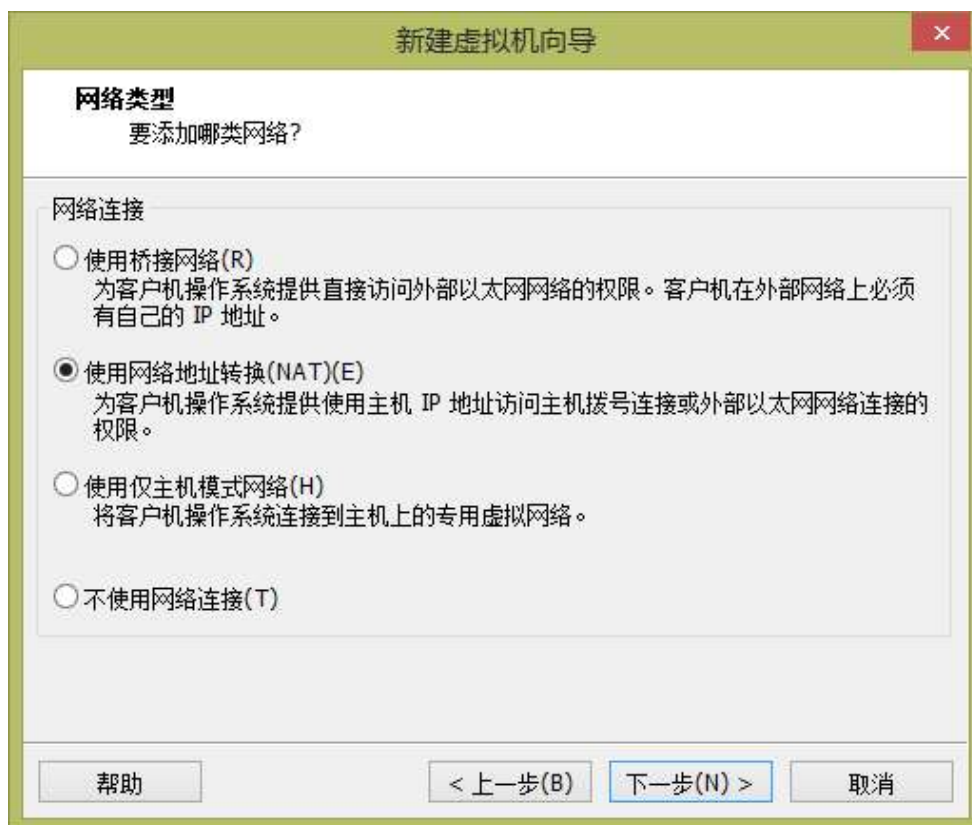 新建虚拟机向导
网络类型
要添加哪类网络?
网络连接
使用桥接网络(R)
为客户机操作系统提供直接访问外部以太网网络的权限。客户机在外部网络上必须
有自己的 IP 地址。
使用网络地址转换(NAT)(E)
为客户机操作系统提供使用主机 IP 地址访问主机拨号连接或外部以太网网络连接的
权限。
使用仅主机模式网络(H)
将客户机操作系统连接到主机上的专用虚拟网络。
不使用网络连接(T)
帮助 < 上一步(B) 下一步(N) > 取消